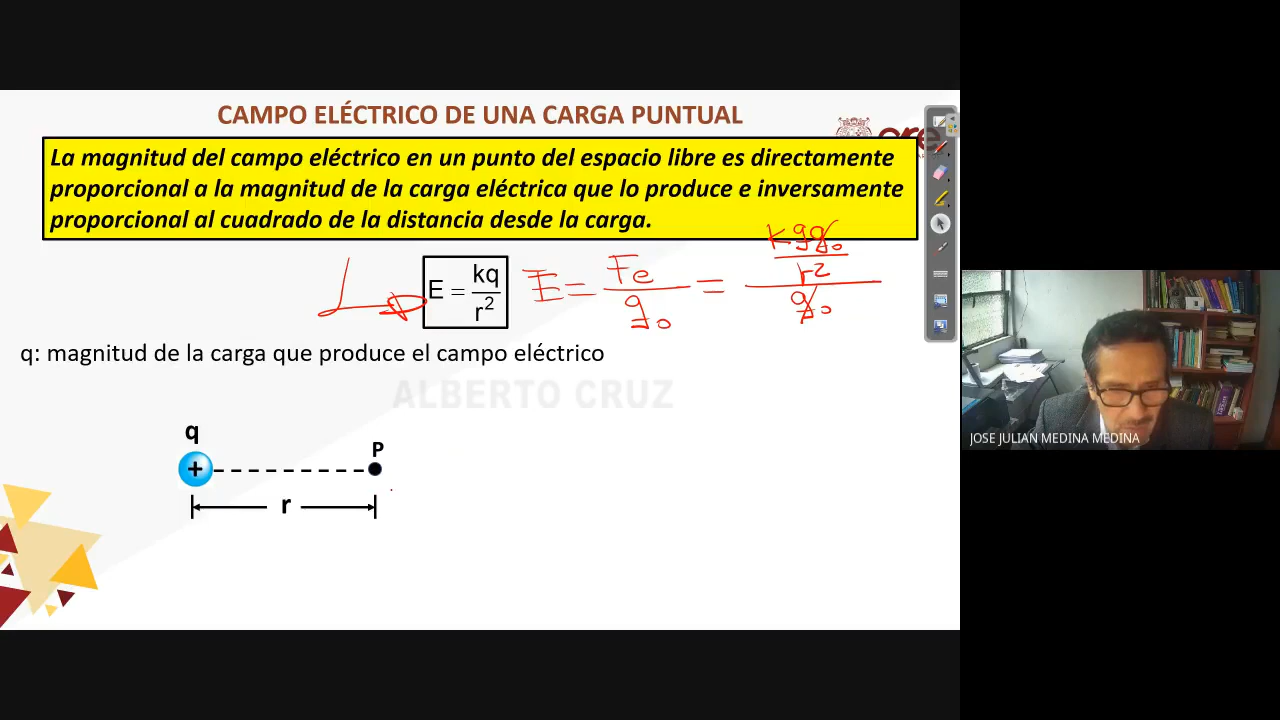 CAMPO ELÉCTRICO DE UNA CARGA PUNTUAL
cre
La magnitud del campo eléctrico en un punto del espacio libre es directamente
proporcional a la magnitud de la carga eléctrica que lo produce e inversamente
proporcional al cuadrado de la distancia desde la carga.
E = kq / r²
E = Fe / q₀ = (kqq₀ / r²) / q₀
q: magnitud de la carga que produce el campo eléctrico
ALBERTO CRUZ
q
P
+
r
JOSE JULIAN MEDINA MEDINA